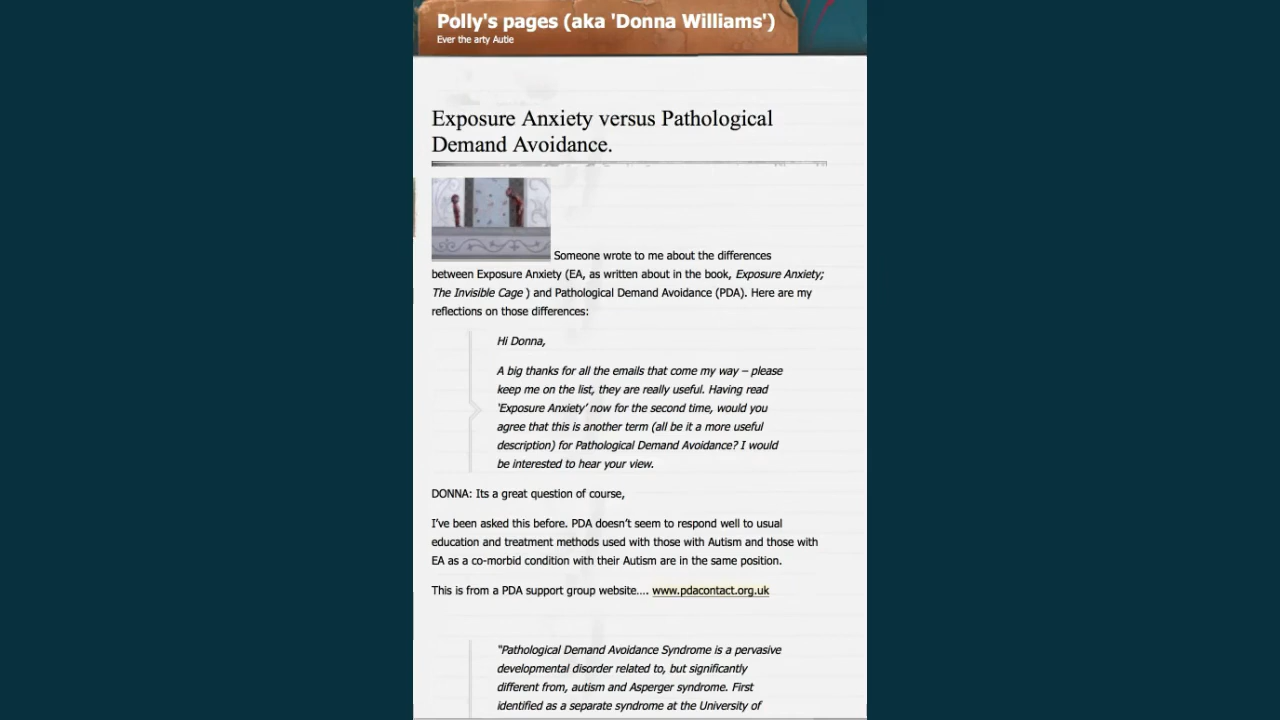 Polly's pages (aka 'Donna Williams')
Ever the arty Autie
Exposure Anxiety versus Pathological
Demand Avoidance.
Someone wrote to me about the differences
between Exposure Anxiety (EA, as written about in the book, Exposure Anxiety;
The Invisible Cage ) and Pathological Demand Avoidance (PDA). Here are my
reflections on those differences:
Hi Donna,
A big thanks for all the emails that come my way – please
keep me on the list, they are really useful. Having read
‘Exposure Anxiety’ now for the second time, would you
agree that this is another term (all be it a more useful
description) for Pathological Demand Avoidance? I would
be interested to hear your view.
DONNA: Its a great question of course,
I’ve been asked this before. PDA doesn’t seem to respond well to usual
education and treatment methods used with those with Autism and those with
EA as a co-morbid condition with their Autism are in the same position.
This is from a PDA support group website…. www.pdacontact.org.uk
“Pathological Demand Avoidance Syndrome is a pervasive
developmental disorder related to, but significantly
different from, autism and Asperger syndrome. First
identified as a separate syndrome at the University of